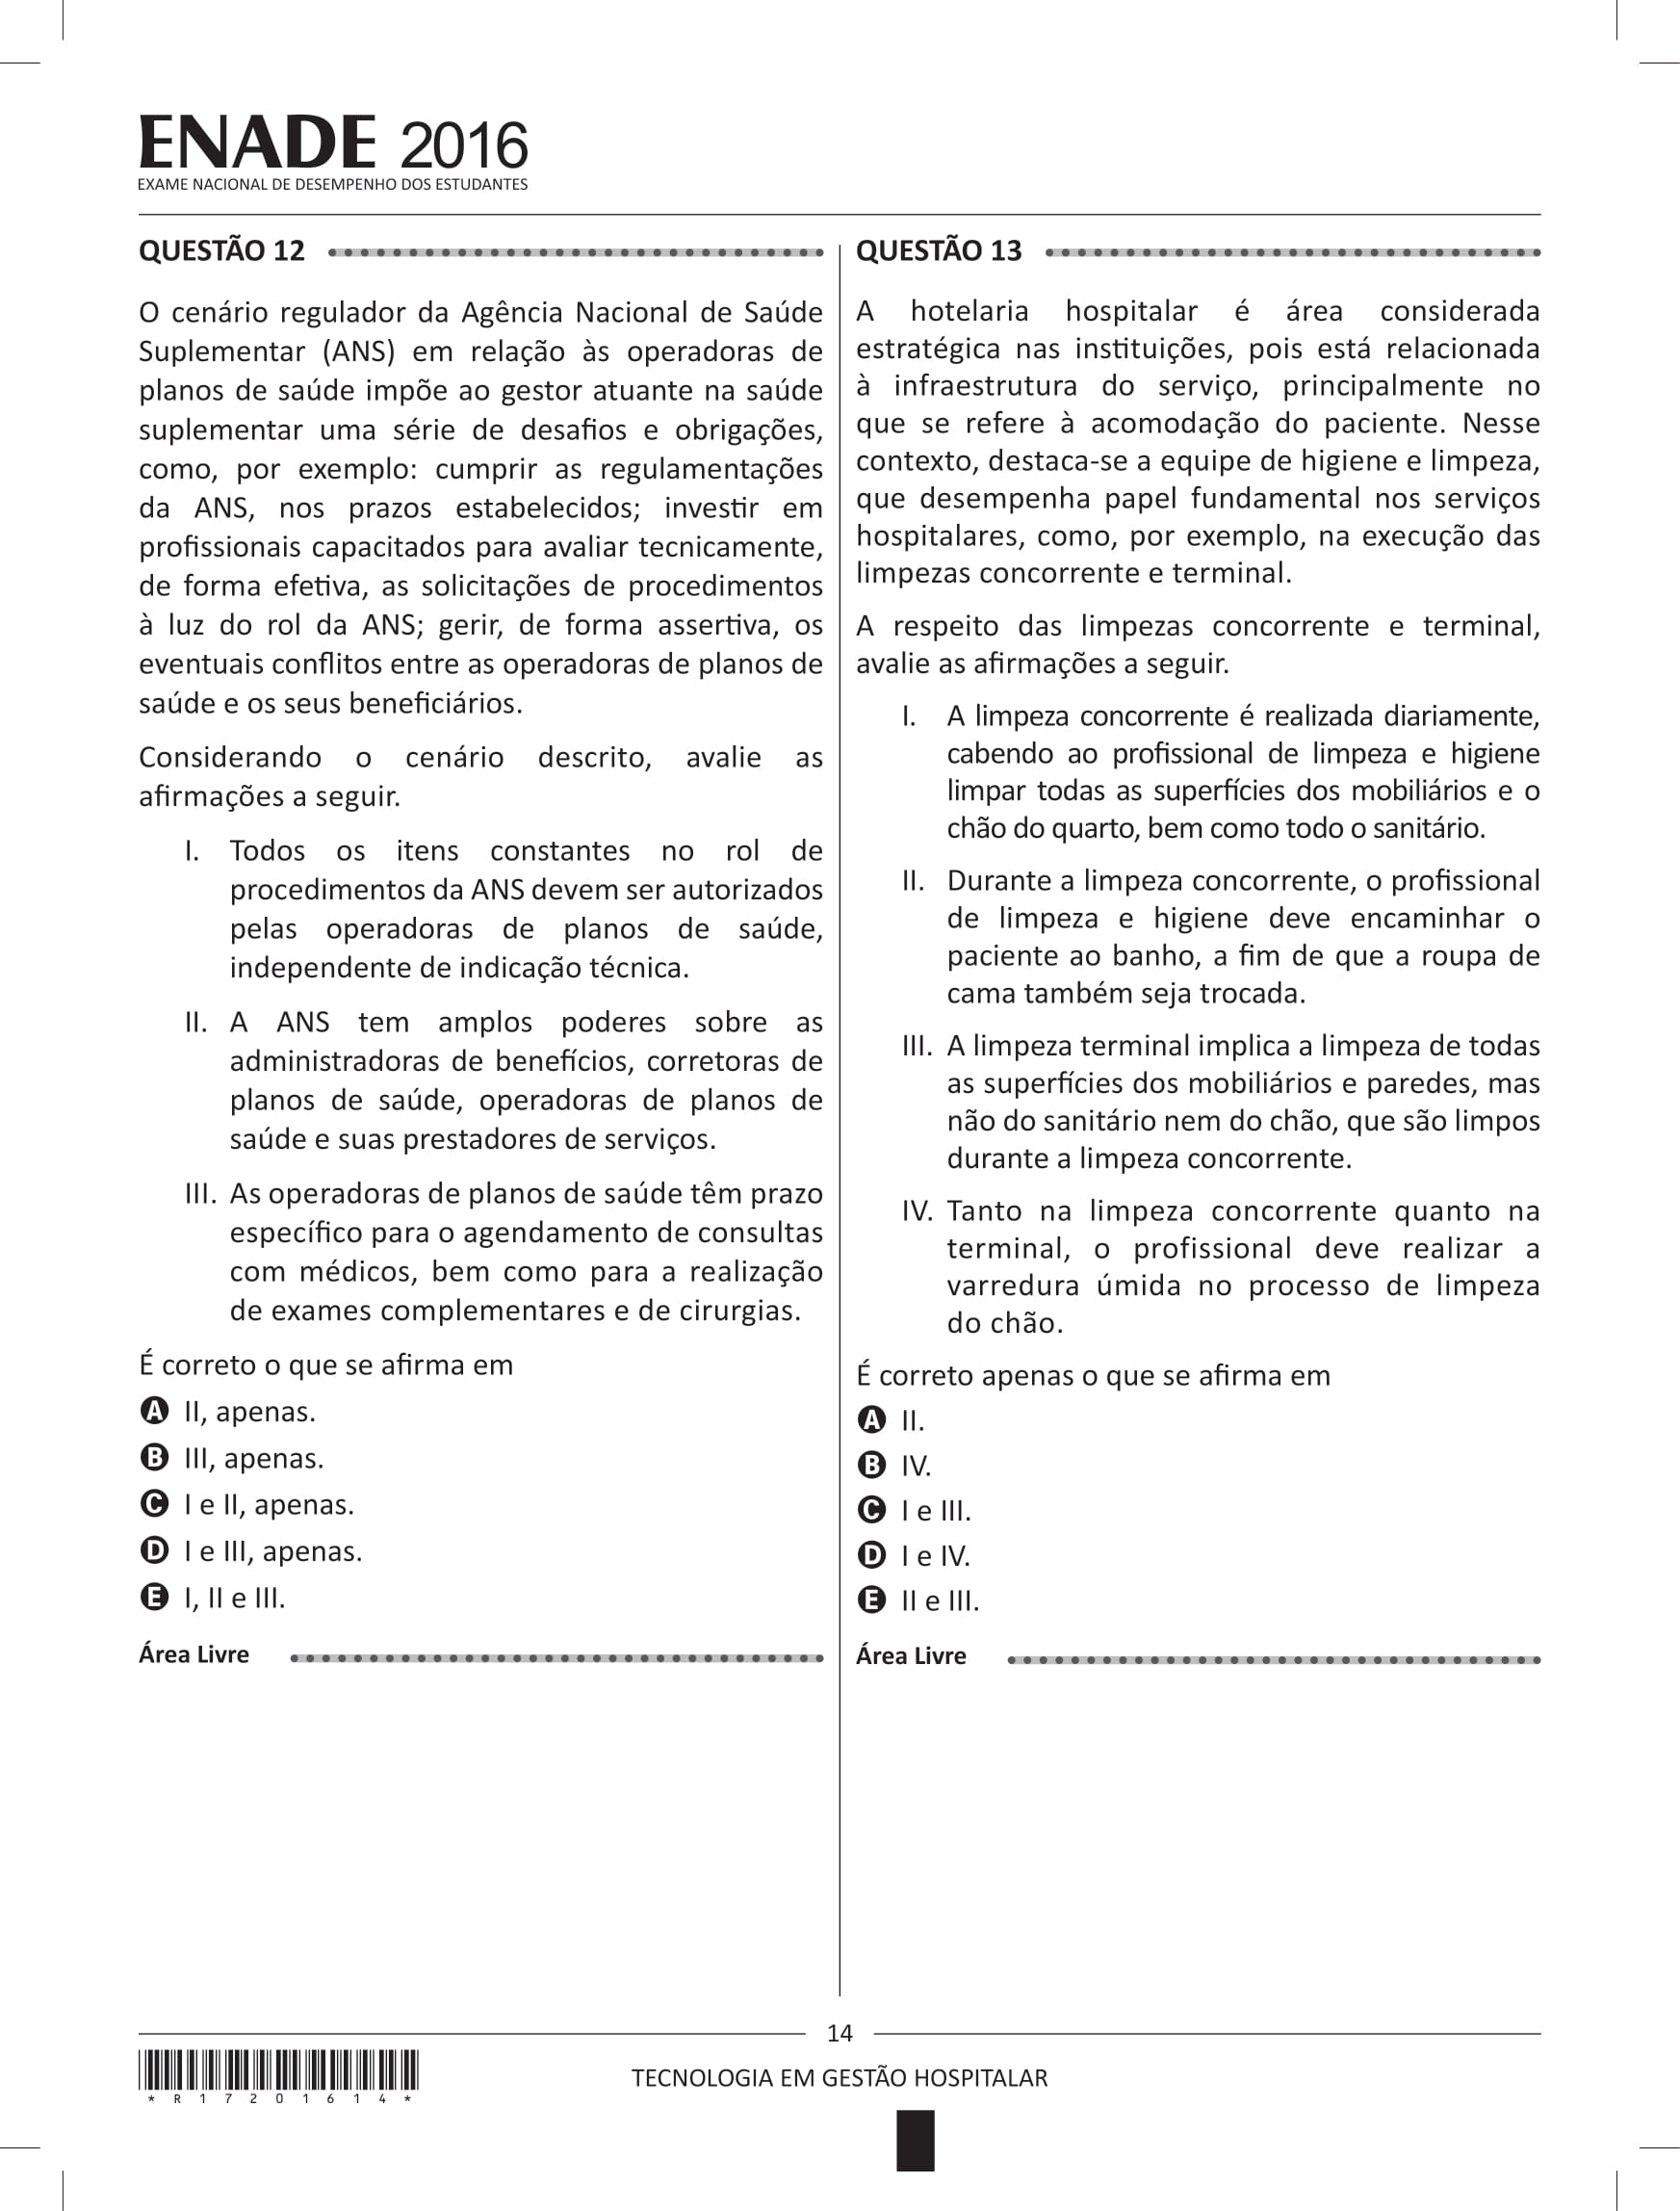 ENADE 2016
EXAME NACIONAL DE DESEMPENHO DOS ESTUDANTES
QUESTÃO 12
O cenário regulador da Agência Nacional de Saúde
Suplementar (ANS) em relação às operadoras de
planos de saúde impõe ao gestor atuante na saúde
suplementar uma série de desafios e obrigações,
como, por exemplo: cumprir as regulamentações
da ANS, nos prazos estabelecidos; investir em
profissionais capacitados para avaliar tecnicamente,
de forma efetiva, as solicitações de procedimentos
à luz do rol da ANS; gerir, de forma assertiva, os
eventuais conflitos entre as operadoras de planos de
saúde e os seus beneficiários.
Considerando o cenário descrito, avalie as
afirmações a seguir.
I. Todos os itens constantes no rol de
procedimentos da ANS devem ser autorizados
pelas operadoras de planos de saúde,
independente de indicação técnica.
II. A ANS tem amplos poderes sobre as
administradoras de benefícios, corretoras de
planos de saúde, operadoras de planos de
saúde e suas prestadores de serviços.
III. As operadoras de planos de saúde têm prazo
específico para o agendamento de consultas
com médicos, bem como para a realização
de exames complementares e de cirurgias.
É correto o que se afirma em
A II, apenas.
B III, apenas.
C I e II, apenas.
D I e III, apenas.
E I, II e III.
Área Livre
QUESTÃO 13
A hotelaria hospitalar é área considerada
estratégica nas instituições, pois está relacionada
à infraestrutura do serviço, principalmente no
que se refere à acomodação do paciente. Nesse
contexto, destaca-se a equipe de higiene e limpeza,
que desempenha papel fundamental nos serviços
hospitalares, como, por exemplo, na execução das
limpezas concorrente e terminal.
A respeito das limpezas concorrente e terminal,
avalie as afirmações a seguir.
I. A limpeza concorrente é realizada diariamente,
cabendo ao profissional de limpeza e higiene
limpar todas as superfícies dos mobiliários e o
chão do quarto, bem como todo o sanitário.
II. Durante a limpeza concorrente, o profissional
de limpeza e higiene deve encaminhar o
paciente ao banho, a fim de que a roupa de
cama também seja trocada.
III. A limpeza terminal implica a limpeza de todas
as superfícies dos mobiliários e paredes, mas
não do sanitário nem do chão, que são limpos
durante a limpeza concorrente.
IV. Tanto na limpeza concorrente quanto na
terminal, o profissional deve realizar a
varredura úmida no processo de limpeza
do chão.
É correto apenas o que se afirma em
A II.
B IV.
C I e III.
D I e IV.
E II e III.
Área Livre
14
TECNOLOGIA EM GESTÃO HOSPITALAR
*R17201614*